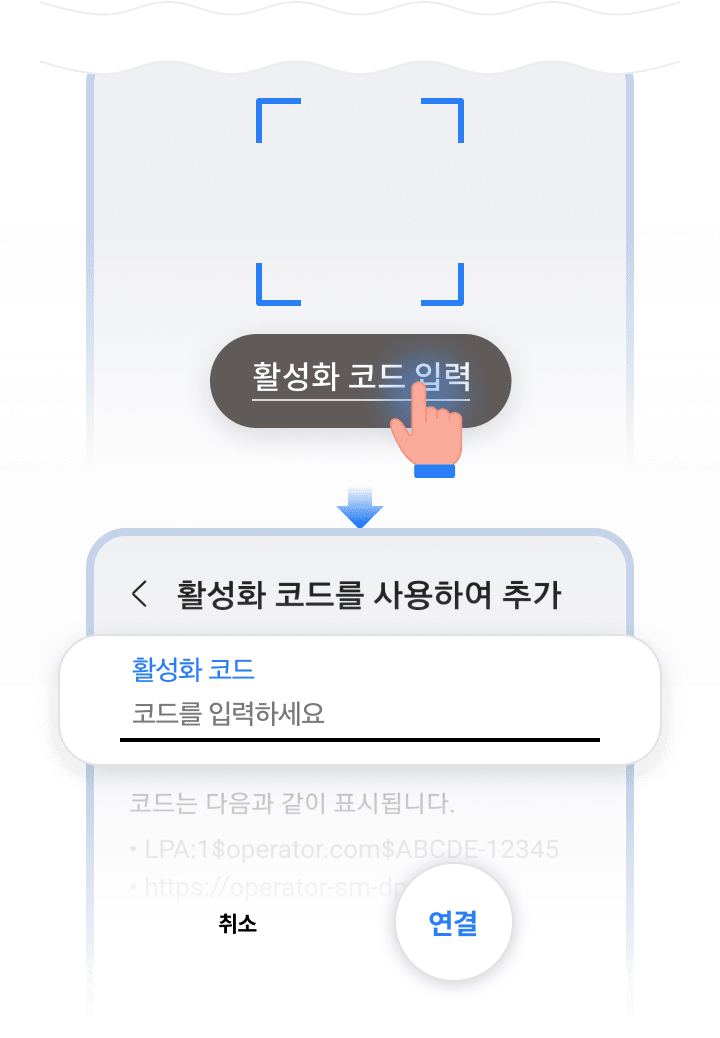 활성화 코드 입력
활성화 코드를 사용하여 추가
활성화 코드
코드를 입력하세요
코드는 다음과 같이 표시됩니다.
• LPA:1$operator.com$ABCDE-12345
• https://operator-sm-dp
취소
연결